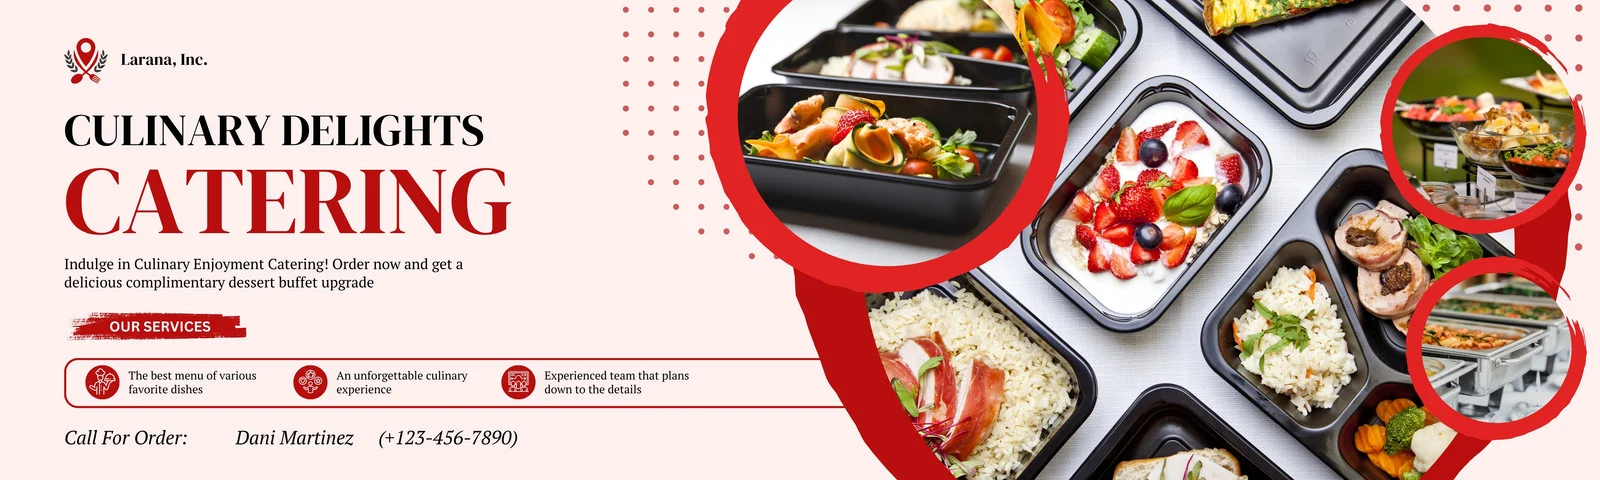 Larana, Inc.
CULINARY DELIGHTS
CATERING
Indulge in Culinary Enjoyment Catering! Order now and get a
delicious complimentary dessert buffet upgrade
OUR SERVICES
The best menu of various
favorite dishes
An unforgettable culinary
experience
Experienced team that plans
down to the details
Call For Order: Dani Martinez (+123-456-7890)